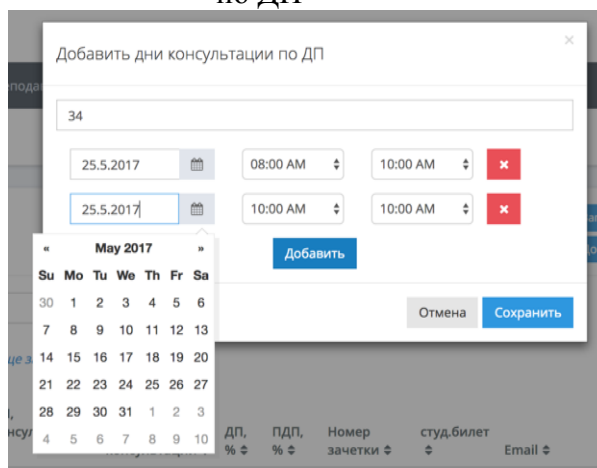 по ДП
Добавить дни консультации по ДП ×
34
25.5.2017 08:00 AM 10:00 AM ×
25.5.2017 10:00 AM 10:00 AM ×
« May 2017 »
Добавить
Su Mo Tu We Th Fr Sa
30 1 2 3 4 5 6
Отмена Сохранить
7 8 9 10 11 12 13
14 15 16 17 18 19 20
21 22 23 24 25 26 27
28 29 30 31 1 2 3
ДП, ПДП, Номер студ.билет
4 5 6 7 8 9 10
% % зачетки Email